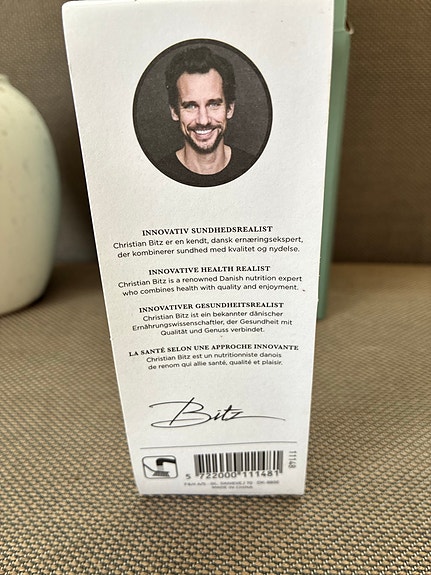 INNOVATIV SUNDHEDSREALIST
Christian Bitz er en kendt, dansk ernæringsekspert,
der kombinerer sundhed med kvalitet og nydelse.
INNOVATIVE HEALTH REALIST
Christian Bitz is a renowned Danish nutrition expert
who combines health with quality and enjoyment.
INNOVATIVER GESUNDHEITSREALIST
Christian Bitz ist ein bekannter dänischer
Ernährungswissenschaftler, der Gesundheit mit
Qualität und Genuss verbindet.
LA SANTÉ SELON UNE APPROCHE INNOVANTE
Christian Bitz est un nutritionniste danois
de renom qui allie santé, qualité et plaisir.
Bitz
11148
5 722000 111481
MADE IN CHINA